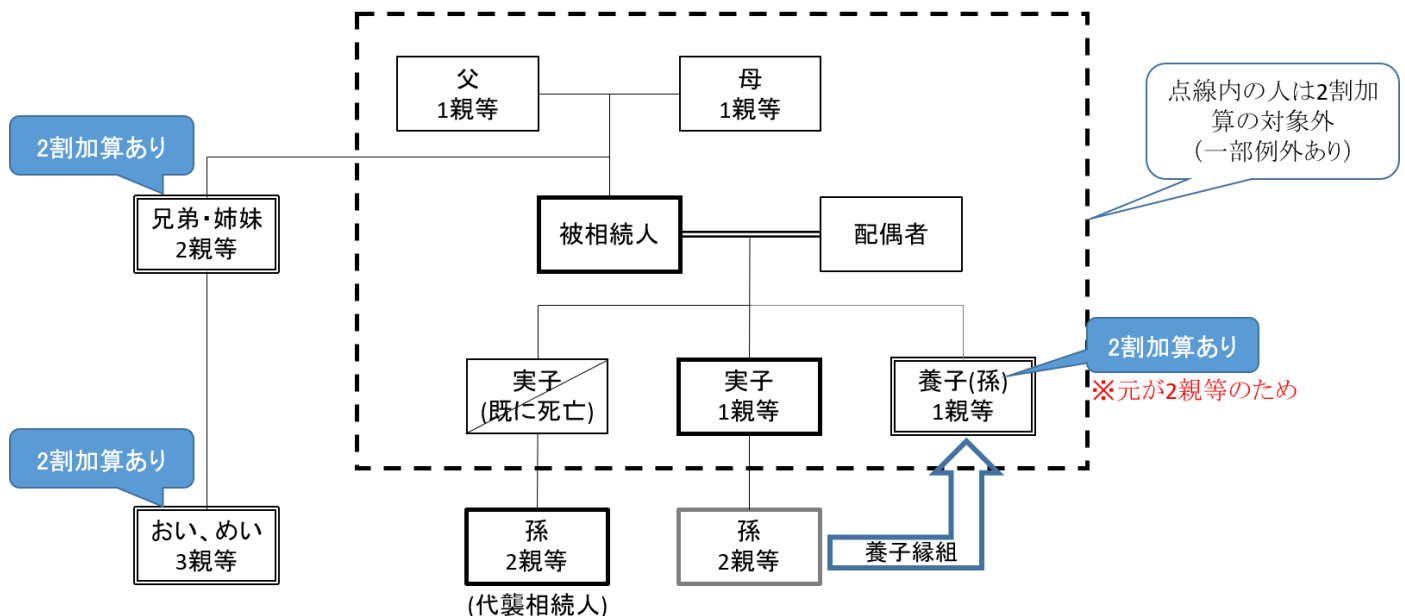 父
1親等
母
1親等
点線内の人は2割加
算の対象外
（一部例外あり）
2割加算あり
兄弟・姉妹
2親等
被相続人
配偶者
2割加算あり
※元が2親等のため
実子
(既に死亡)
実子
1親等
養子(孫)
1親等
2割加算あり
おい、めい
3親等
孫
2親等
(代襲相続人)
孫
2親等
養子縁組